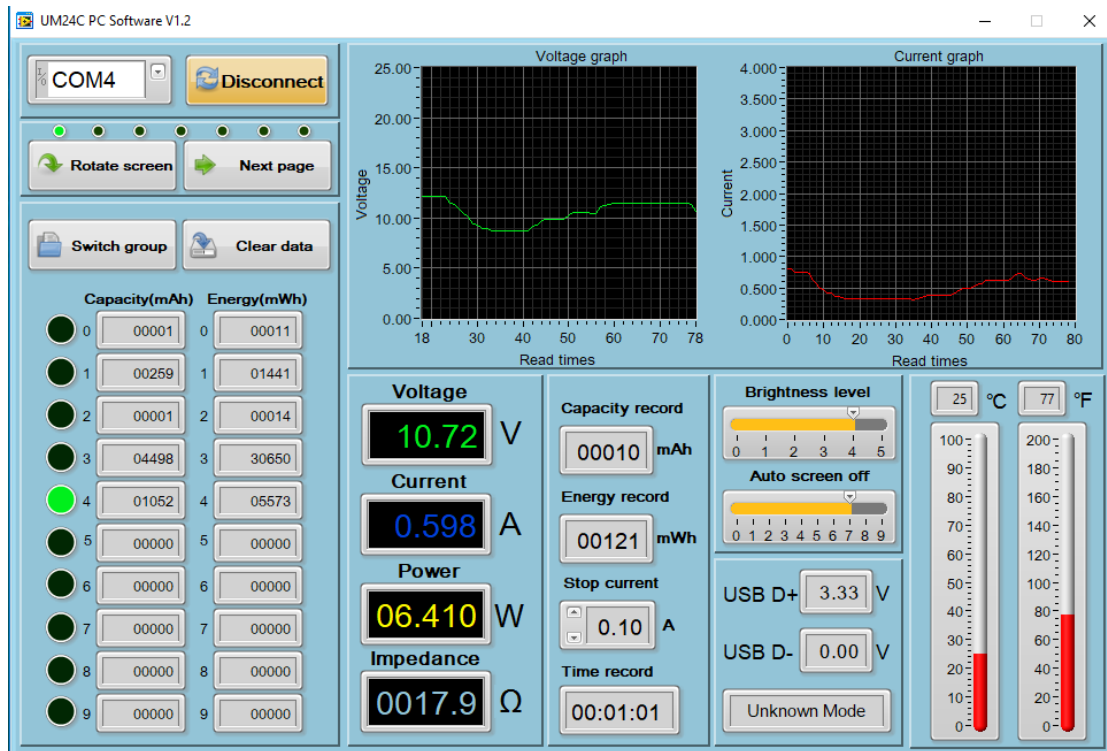 UM24C PC Software V1.2
COM4
Disconnect
Rotate screen
Next page
Switch group
Clear data
Capacity(mAh) Energy(mWh)
0 00001 0 00011
1 00259 1 01441
2 00001 2 00014
3 04498 3 30650
4 01052 4 05573
5 00000 5 00000
6 00000 6 00000
7 00000 7 00000
8 00000 8 00000
9 00000 9 00000
Voltage graph
Voltage
25.00
20.00
15.00
10.00
5.00
0.00
18 30 40 50 60 70 78
Read times
Current graph
Current
4.000
3.500
3.000
2.500
2.000
1.500
1.000
0.500
0.000
0 10 20 30 40 50 60 70 80
Read times
Voltage
10.72 V
Current
0.598 A
Power
06.410 W
Impedance
0017.9 Ω
Capacity record
00010 mAh
Energy record
00121 mWh
Stop current
0.10 A
Time record
00:01:01
Brightness level
0 1 2 3 4 5
Auto screen off
0 1 2 3 4 5 6 7 8 9
USB D+ 3.33 V
USB D- 0.00 V
Unknown Mode
25 °C
100
90
80
70
60
50
40
30
20
10
0
77 °F
200
180
160
140
120
100
80
60
40
20
0